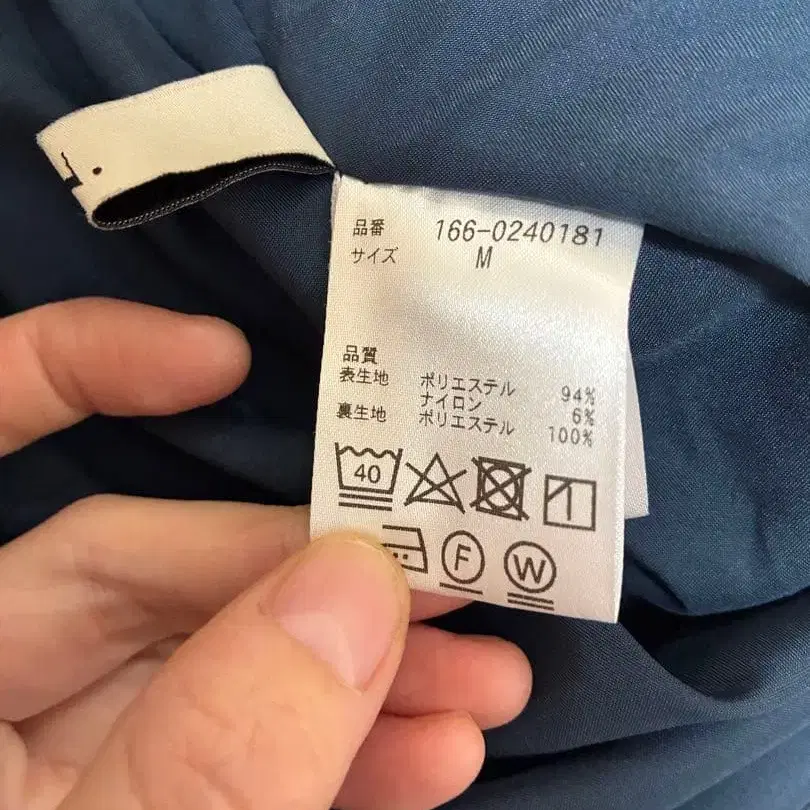 品番 166-0240181
サイズ M
品質
表生地 ポリエステル 94%
ナイロン 6%
裏生地 ポリエステル 100%
40
F W